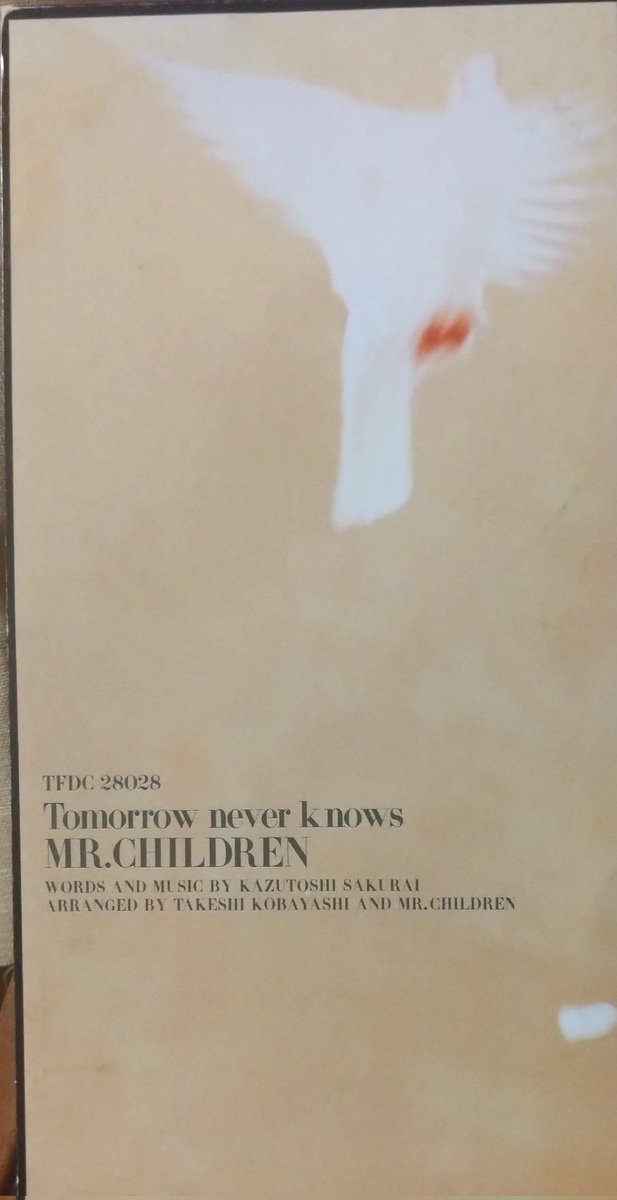 TFDC 28028
Tomorrow never knows
MR.CHILDREN
WORDS AND MUSIC BY KAZUTOSHI SAKURAI
ARRANGED BY TAKESHI KOBAYASHI AND MR.CHILDREN